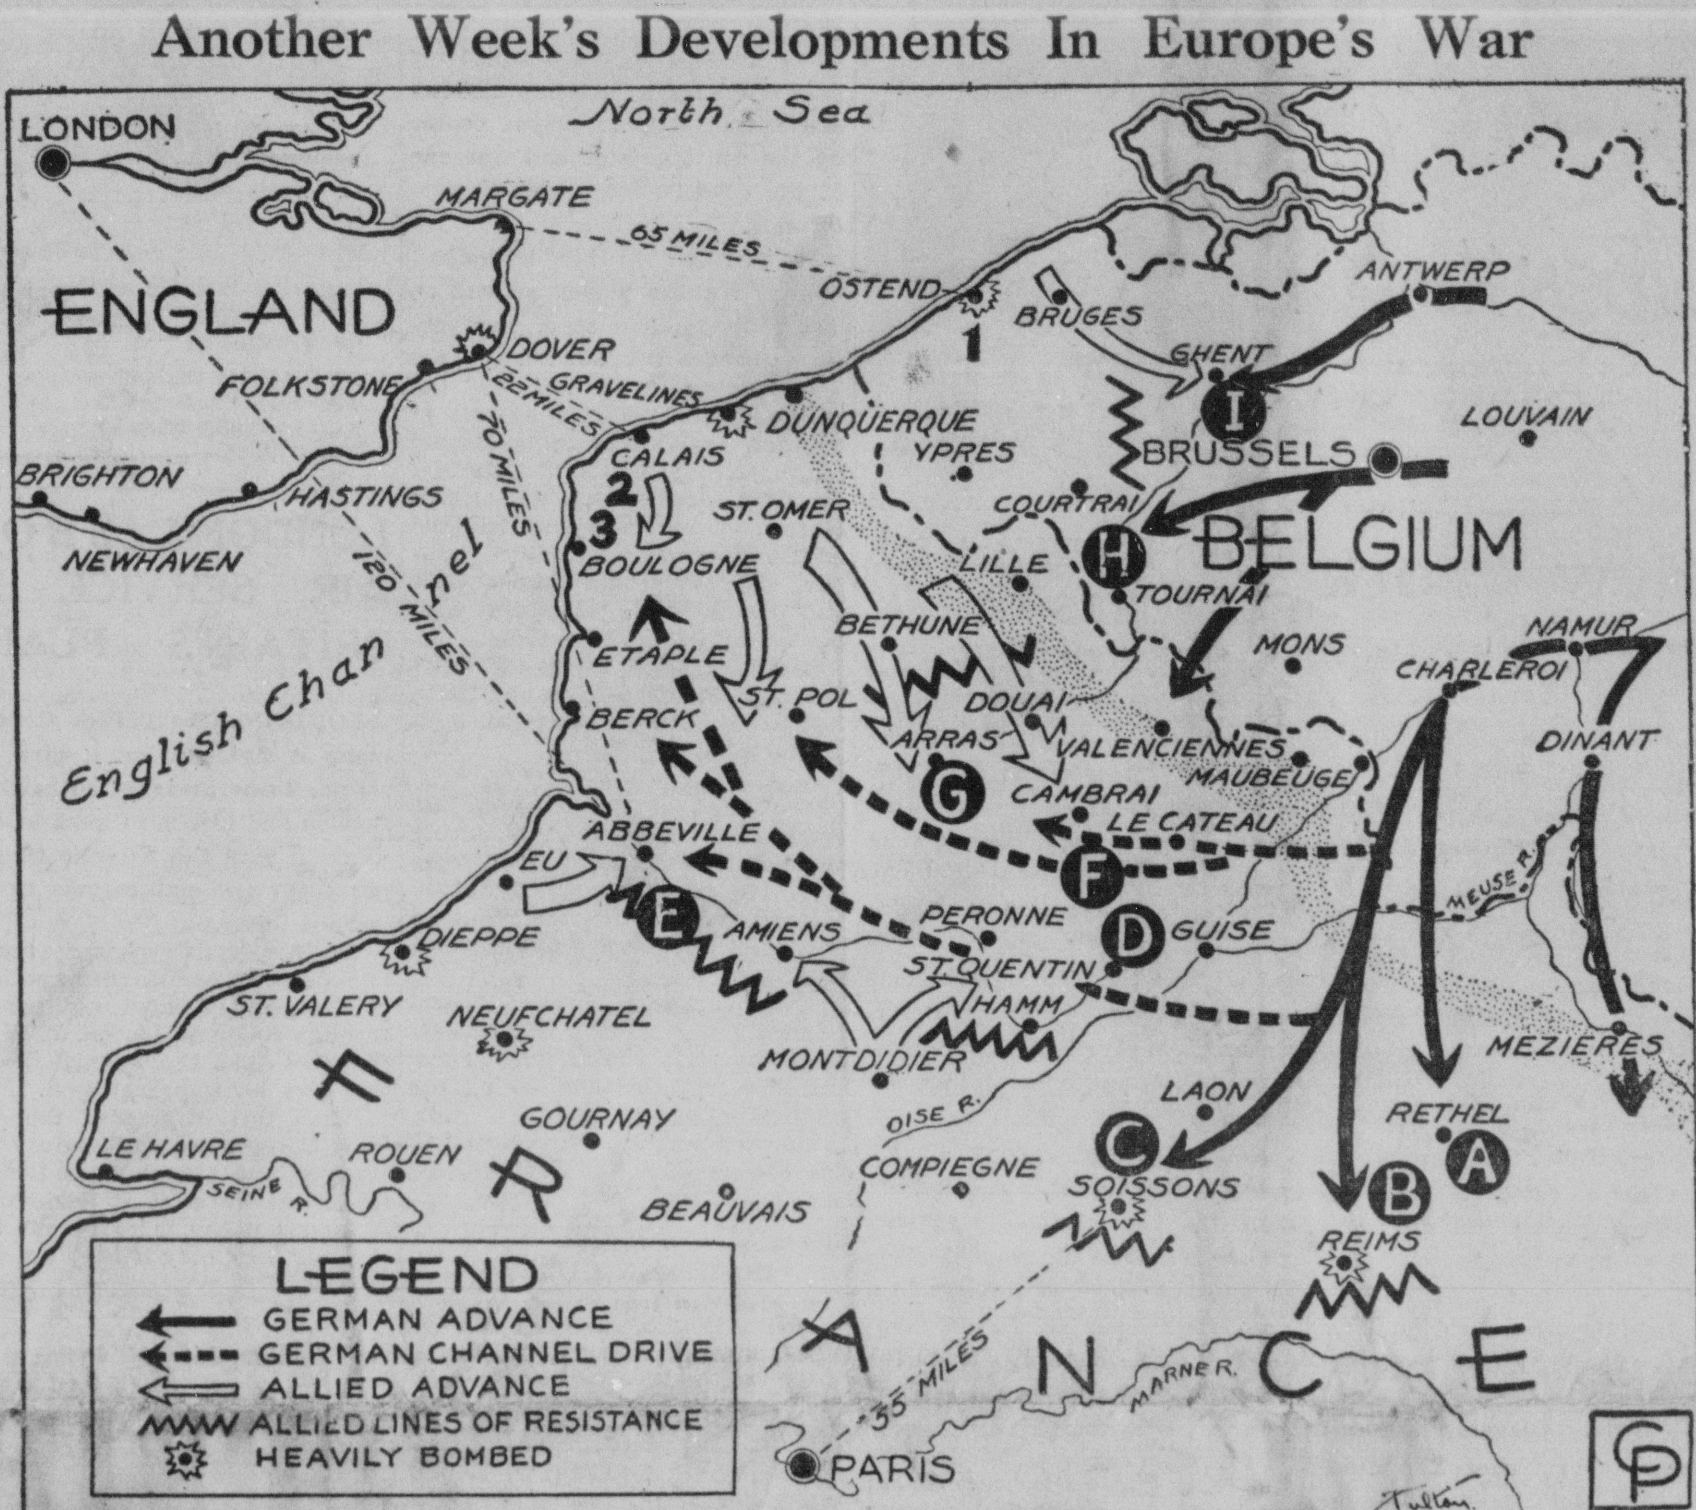 Another Week's Developments In Europe's War
North Sea
LONDON
MARGATE
65 MILES
ENGLAND
OSTEND
1
BRUGES
ANTWERP
GHENT
I
DOVER
FOLKSTONE
GRAVELINES
22 MILES
70 MILES
DUNQUERQUE
LOUVAIN
BRUSSELS
YPRES
CALAIS
2
3
BRIGHTON
HASTINGS
NEWHAVEN
ST. OMER
COURTRAI
BELGIUM
H
BOULOGNE
LILLE
TOURNAI
120 MILES
English Channel
BETHUNE
NAMUR
MONS
ETAPLE
CHARLEROI
BERCK
ST. POL
DOUAI
ARRAS
VALENCIENNES
DINANT
MAUBEUGE
G
CAMBRAI
LE CATEAU
ABBEVILLE
EU
F
MEUSE R.
E
AMIENS
PERONNE
D
GUISE
DIEPPE
ST QUENTIN
HAMM
ST. VALERY
NEUFCHATEL
MONTDIDIER
MEZIERES
OISE R.
LAON
RETHEL
GOURNAY
C
A
LE HAVRE
ROUEN
COMPIEGNE
SOISSONS
B
SEINE R.
BEAUVAIS
REIMS
FRANCE
55 MILES
MARNE R.
PARIS
LEGEND
GERMAN ADVANCE
GERMAN CHANNEL DRIVE
ALLIED ADVANCE
ALLIED LINES OF RESISTANCE
HEAVILY BOMBED
CP
Fulton